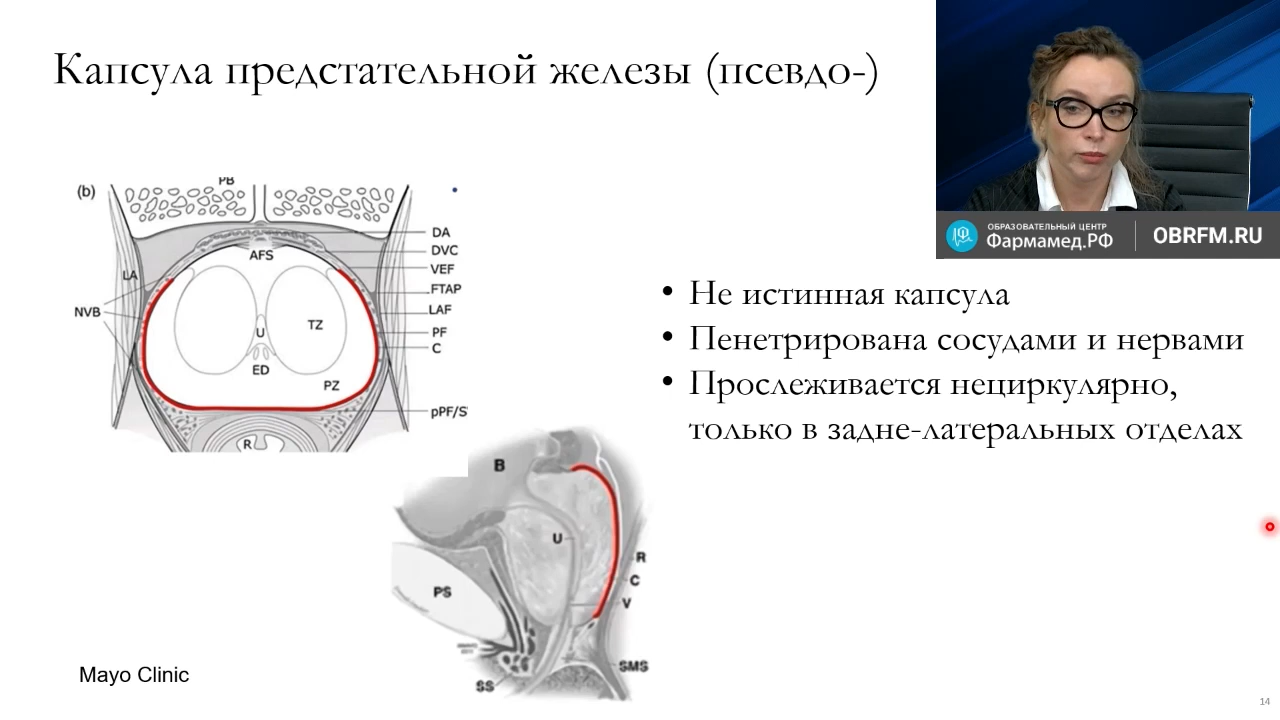 Капсула предстательной железы (псевдо-)
ОБРАЗОВАТЕЛЬНЫЙ ЦЕНТР
Фармамед.РФ
OBRFM.RU
(b)
PB
DA
DVC
AFS
VEF
LA
FTAP
LAF
NVB
U
TZ
PF
C
ED
PZ
pPF/S
R
• Не истинная капсула
• Пенетрирована сосудами и нервами
• Прослеживается нециркулярно,
только в задне-латеральных отделах
B
U
R
C
PS
V
SMS
SS
Mayo Clinic
14